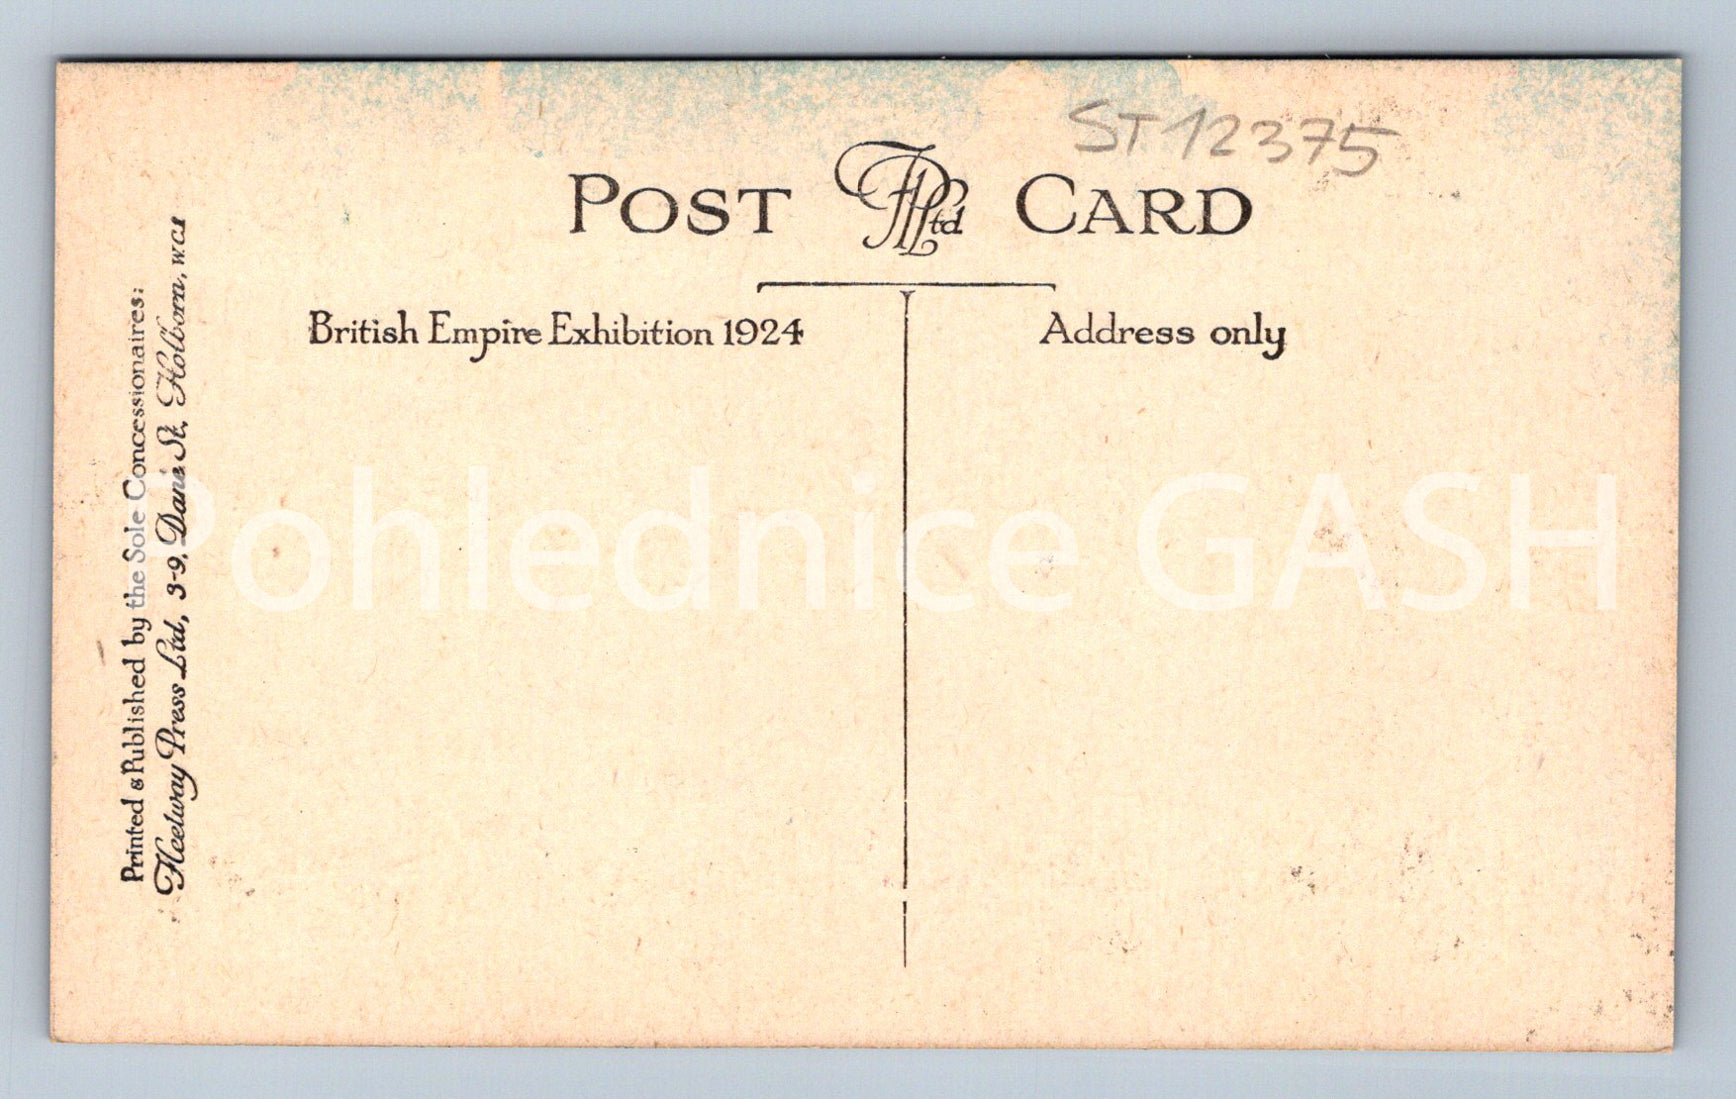 ST12375
POST FPLtd CARD
British Empire Exhibition 1924
Address only
Printed & Published by the Sole Concessionaires:
Fleetway Press Ltd, 3-9, Dane St. Holborn, W.C.1
Pohlednice GASH